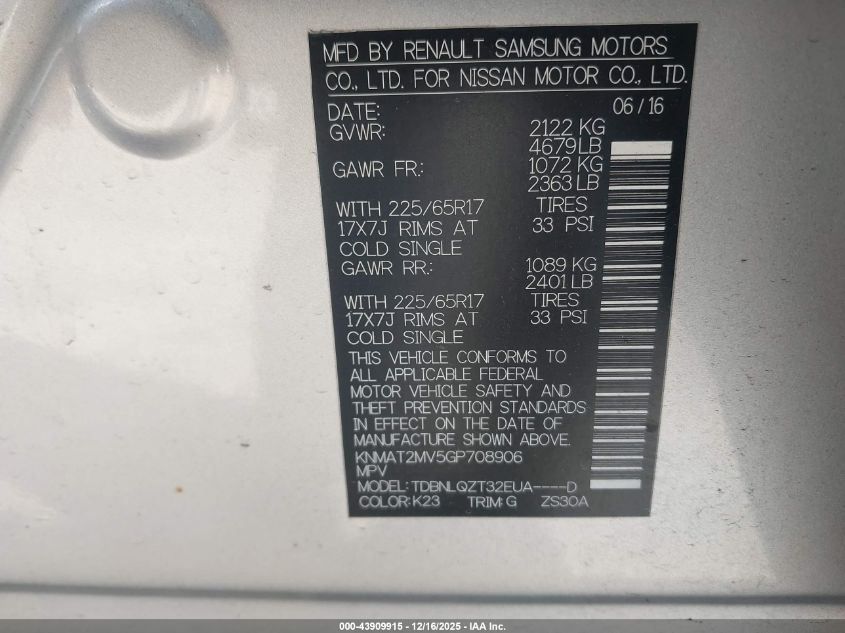 MFD BY RENAULT SAMSUNG MOTORS
CO., LTD. FOR NISSAN MOTOR CO., LTD.
DATE: 06 / 16
GVWR: 2122 KG
4679 LB
GAWR FR.: 1072 KG
2363 LB
WITH 225/65R17 TIRES
17X7J RIMS AT 33 PSI
COLD SINGLE
GAWR RR.: 1089 KG
2401 LB
WITH 225/65R17 TIRES
17X7J RIMS AT 33 PSI
COLD SINGLE
THIS VEHICLE CONFORMS TO
ALL APPLICABLE FEDERAL
MOTOR VEHICLE SAFETY AND
THEFT PREVENTION STANDARDS
IN EFFECT ON THE DATE OF
MANUFACTURE SHOWN ABOVE.
KNMAT2MV5GP708906
MPV
MODEL: TDBNLQZT32EUA----D
COLOR: K23 TRIM: G ZS30A
000-43909915 - 12/16/2025 - IAA Inc.